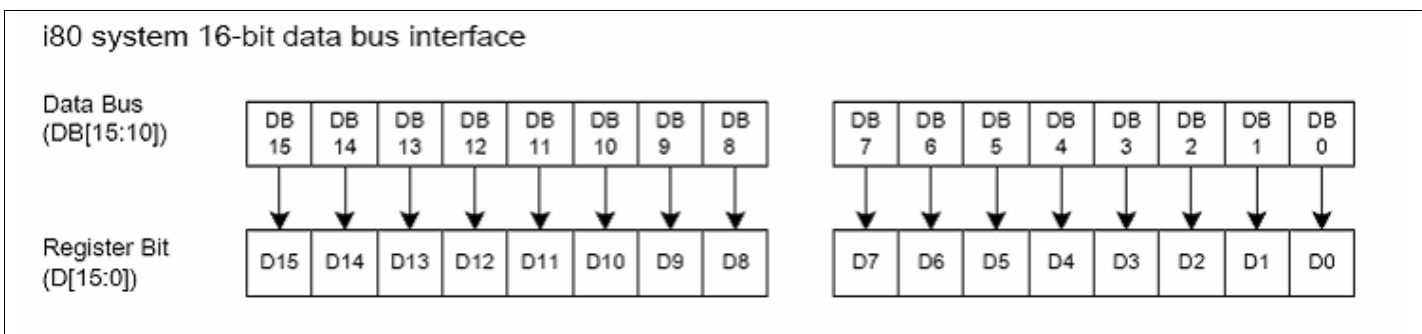 i80 system 16-bit data bus interface
Data Bus
(DB[15:10])
DB DB DB DB DB DB DB DB DB DB DB DB DB DB DB DB
15 14 13 12 11 10 9 8 7 6 5 4 3 2 1 0
Register Bit
(D[15:0])
D15 D14 D13 D12 D11 D10 D9 D8 D7 D6 D5 D4 D3 D2 D1 D0